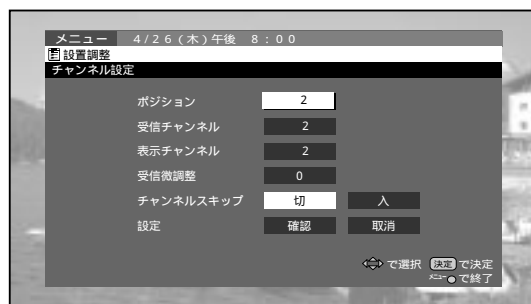 メニュー 4/26(木)午後 8:00
設置調整
チャンネル設定
ポジション 2
受信チャンネル 2
表示チャンネル 2
受信微調整 0
チャンネルスキップ 切 入
設定 確認 取消
で選択 決定 で決定
メニュー で終了